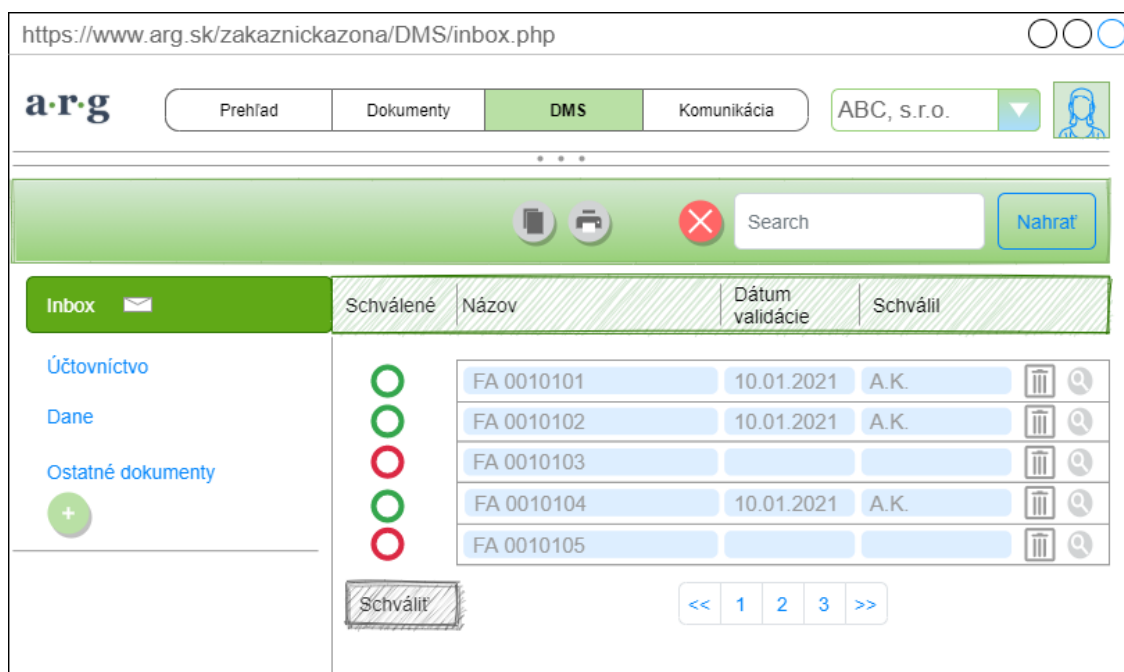 https://www.arg.sk/zakaznickazona/DMS/inbox.php
a·r·g
Prehľad
Dokumenty
DMS
Komunikácia
ABC, s.r.o.
Search
Nahrať
Inbox
Schválené
Názov
Dátum
validácie
Schválil
Účtovníctvo
Dane
Ostatné dokumenty
+
FA 0010101 10.01.2021 A.K.
FA 0010102 10.01.2021 A.K.
FA 0010103
FA 0010104 10.01.2021 A.K.
FA 0010105
Schváliť
<< 1 2 3 >>